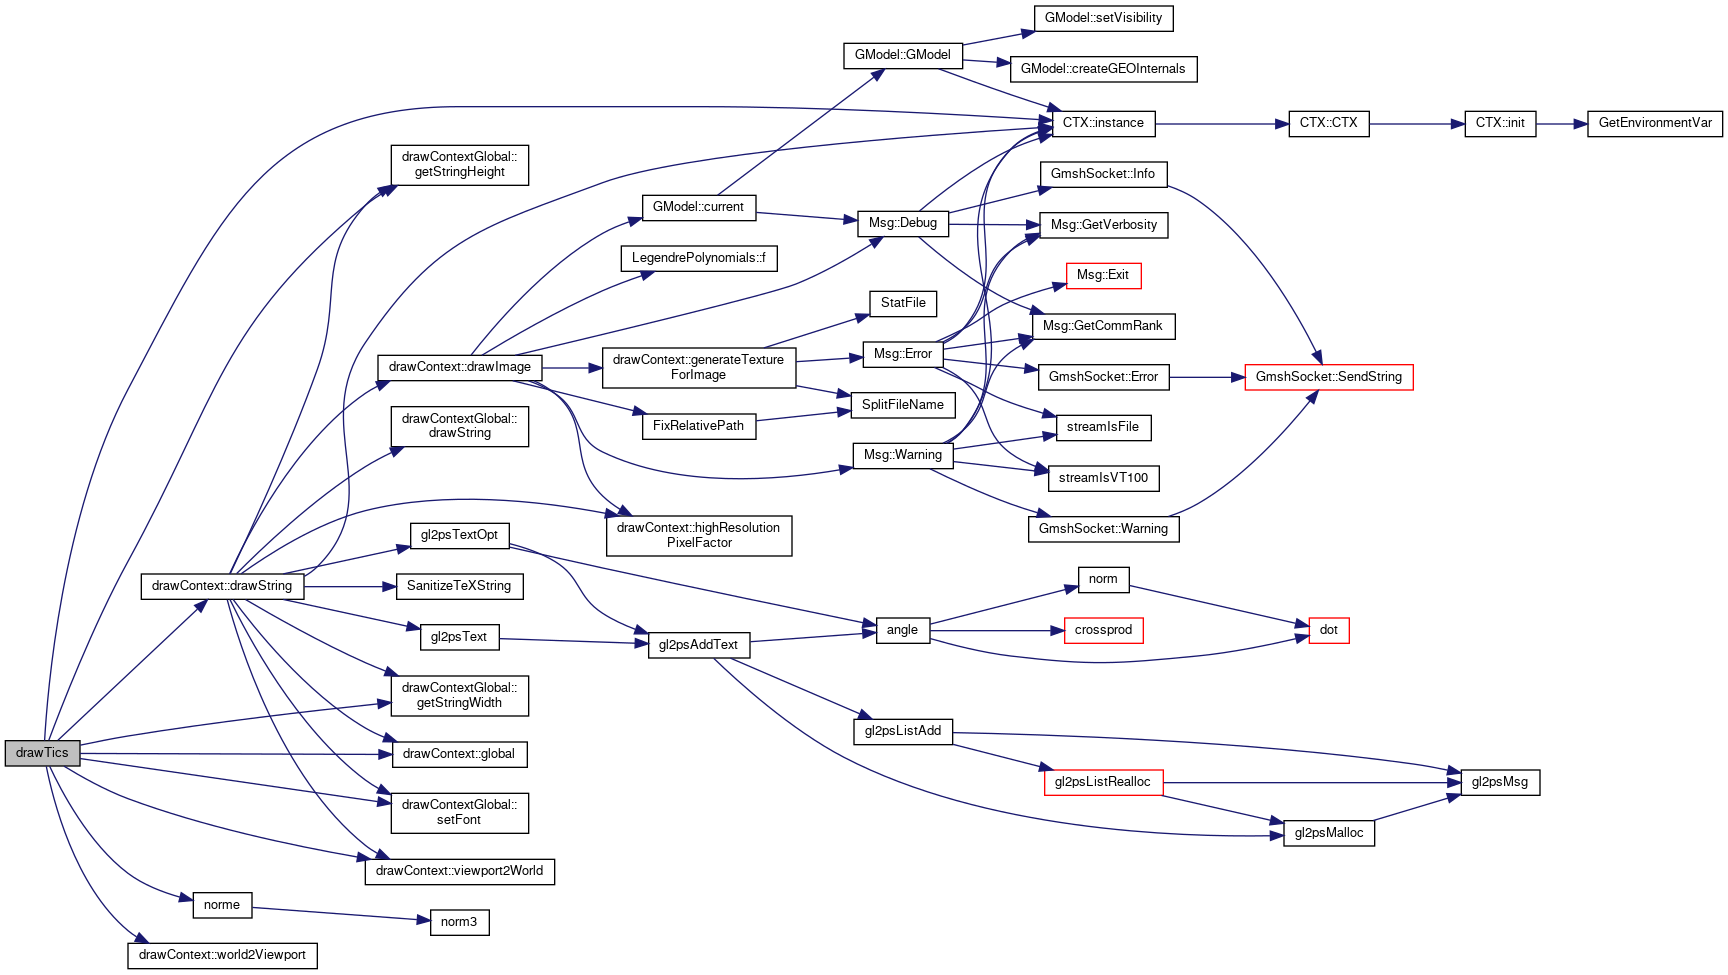 GModel::setVisibility
GModel::GModel
GModel::createGEOInternals
CTX::instance
CTX::CTX
CTX::init
GetEnvironmentVar
drawContextGlobal::
getStringHeight
GmshSocket::Info
GModel::current
Msg::Debug
Msg::GetVerbosity
LegendrePolynomials::f
Msg::Exit
StatFile
Msg::GetCommRank
drawContext::drawImage
drawContext::generateTexture
ForImage
Msg::Error
GmshSocket::Error
GmshSocket::SendString
SplitFileName
drawContextGlobal::
drawString
FixRelativePath
streamIsFile
Msg::Warning
streamIsVT100
gl2psTextOpt
drawContext::highResolution
PixelFactor
GmshSocket::Warning
drawContext::drawString
SanitizeTeXString
norm
gl2psText
gl2psAddText
angle
crossprod
dot
drawContextGlobal::
getStringWidth
gl2psListAdd
drawTics
drawContext::global
gl2psListRealloc
gl2psMsg
drawContextGlobal::
setFont
gl2psMalloc
drawContext::viewport2World
norme
norm3
drawContext::world2Viewport